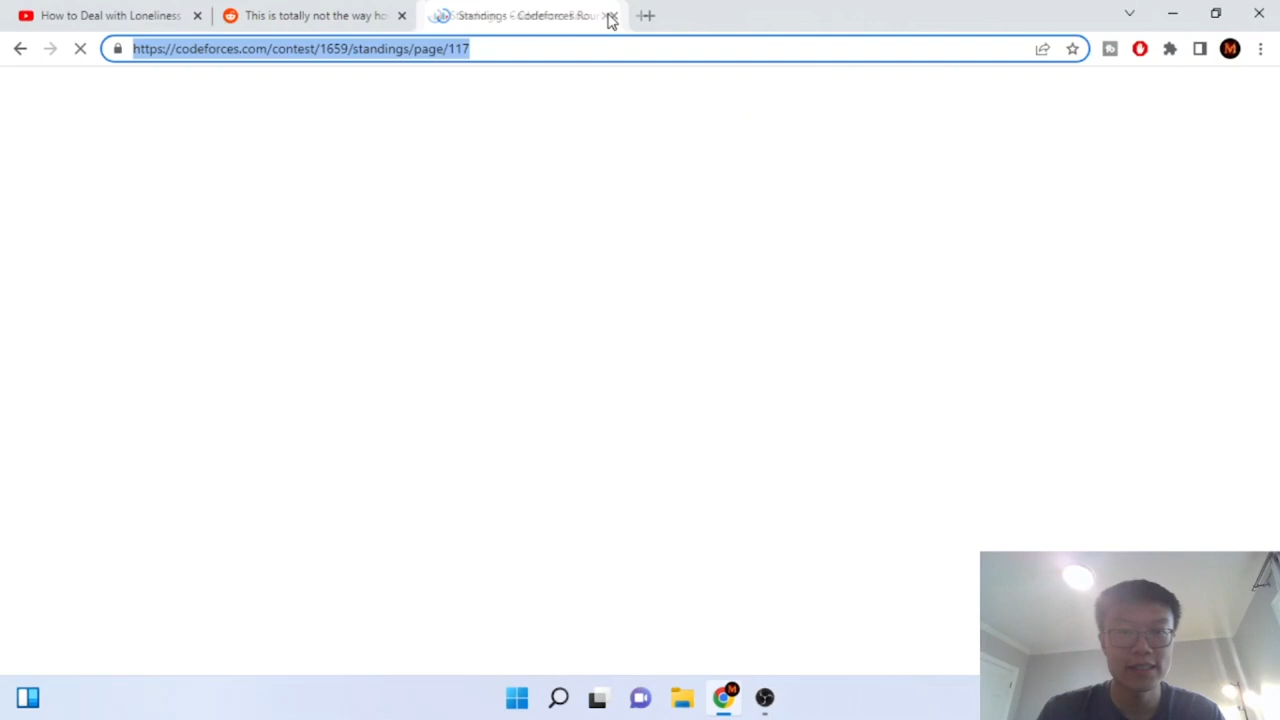 How to Deal with Loneliness
This is totally not the way ho
Standings - Codeforces Rou
https://codeforces.com/contest/1659/standings/page/117
M
M